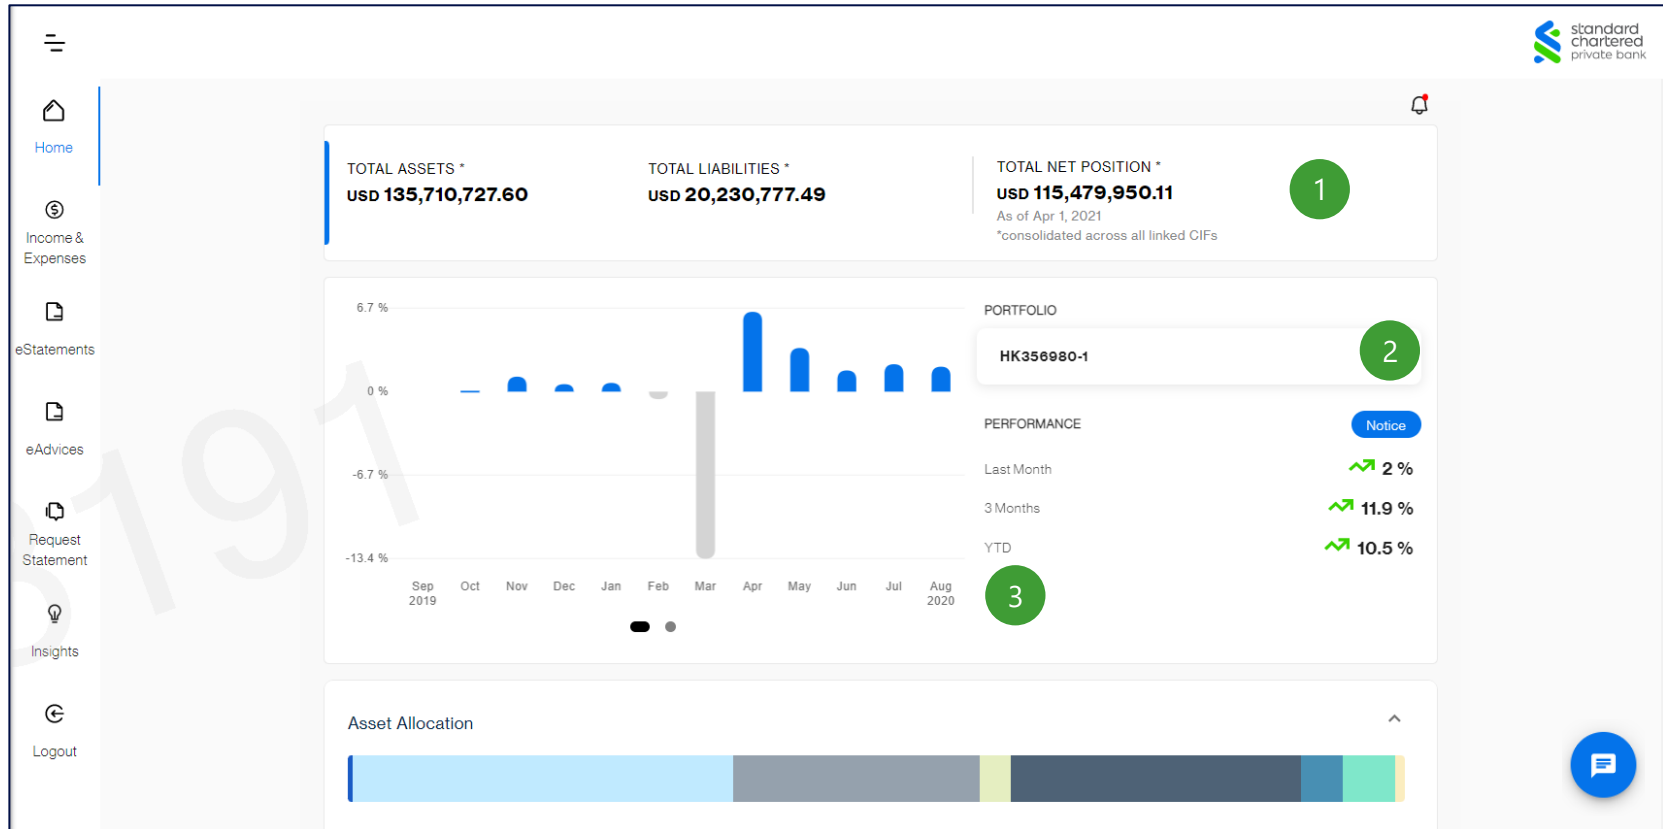 standard
chartered
private bank
Home
Income &
Expenses
eStatements
eAdvices
Request
Statement
Insights
Logout
TOTAL ASSETS *
USD 135,710,727.60
TOTAL LIABILITIES *
USD 20,230,777.49
TOTAL NET POSITION *
USD 115,479,950.11
As of Apr 1, 2021
*consolidated across all linked CIFs
1
6.7 %
0 %
-6.7 %
-13.4 %
Sep Oct Nov Dec Jan Feb Mar Apr May Jun Jul Aug
2019 2020
PORTFOLIO
HK356980-1
2
PERFORMANCE
Notice
Last Month 2 %
3 Months 11.9 %
YTD 10.5 %
3
Asset Allocation
3191